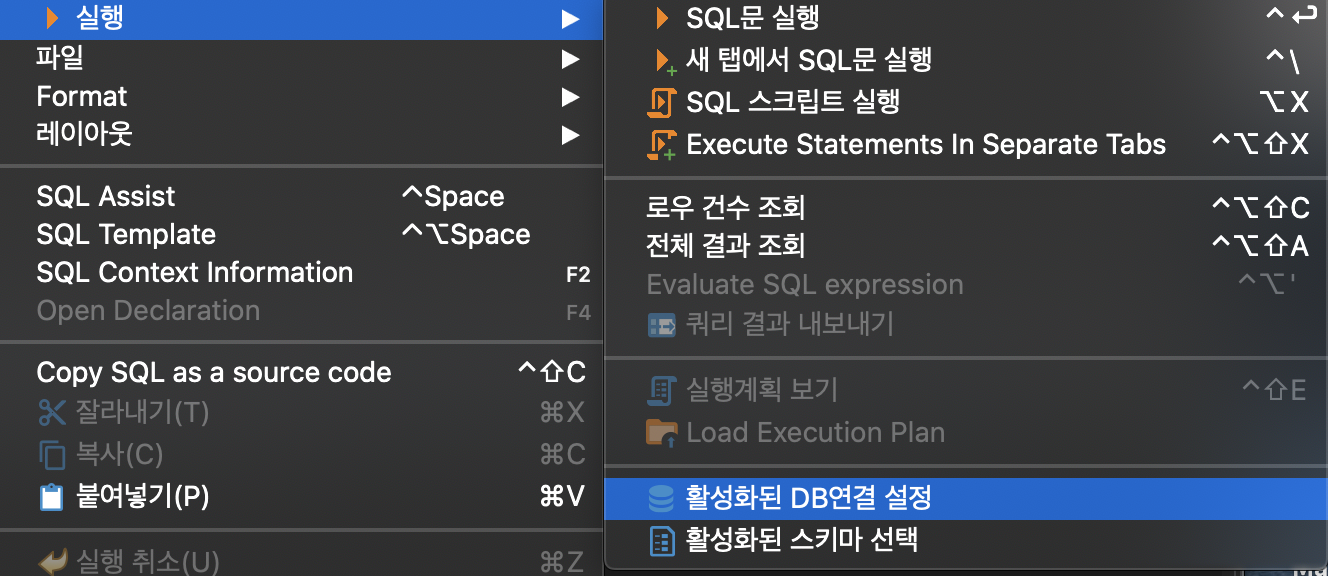 실행
파일
Format
레이아웃
SQL Assist ^Space
SQL Template ^⌥Space
SQL Context Information F2
Open Declaration F4
Copy SQL as a source code ^⇧C
잘라내기(T) ⌘X
복사(C) ⌘C
붙여넣기(P) ⌘V
실행 취소(U) ⌘Z
SQL문 실행 ^↩
새 탭에서 SQL문 실행 ^\
SQL 스크립트 실행 ⌥X
Execute Statements In Separate Tabs ^⌥⇧X
로우 건수 조회 ^⌥⇧C
전체 결과 조회 ^⌥⇧A
Evaluate SQL expression ^⌥'
쿼리 결과 내보내기
실행계획 보기 ^⇧E
Load Execution Plan
활성화된 DB연결 설정
활성화된 스키마 선택